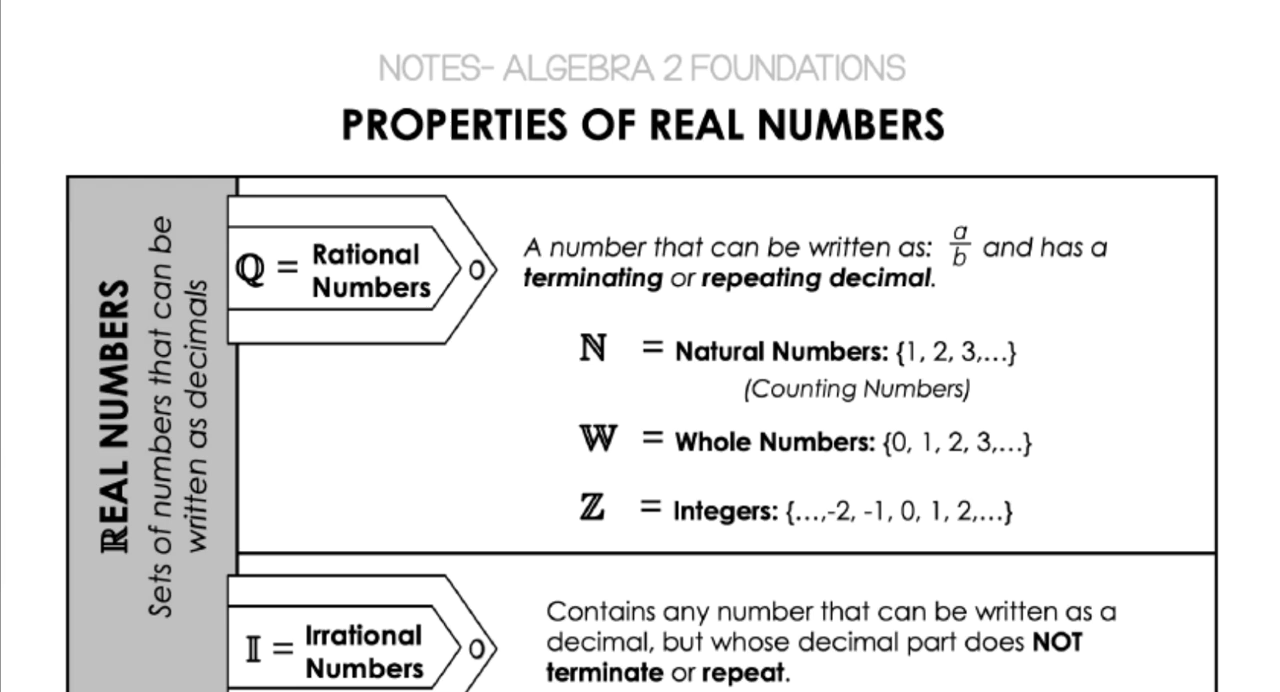 NOTES- ALGEBRA 2 FOUNDATIONS
PROPERTIES OF REAL NUMBERS
ℝEAL NUMBERS
Sets of numbers that can be
written as decimals
ℚ = Rational
Numbers
A number that can be written as: a/b and has a
terminating or repeating decimal.
ℕ = Natural Numbers: {1, 2, 3,...}
(Counting Numbers)
𝕎 = Whole Numbers: {0, 1, 2, 3,...}
ℤ = Integers: {...,-2, -1, 0, 1, 2,...}
𝕀 = Irrational
Numbers
Contains any number that can be written as a
decimal, but whose decimal part does NOT
terminate or repeat.